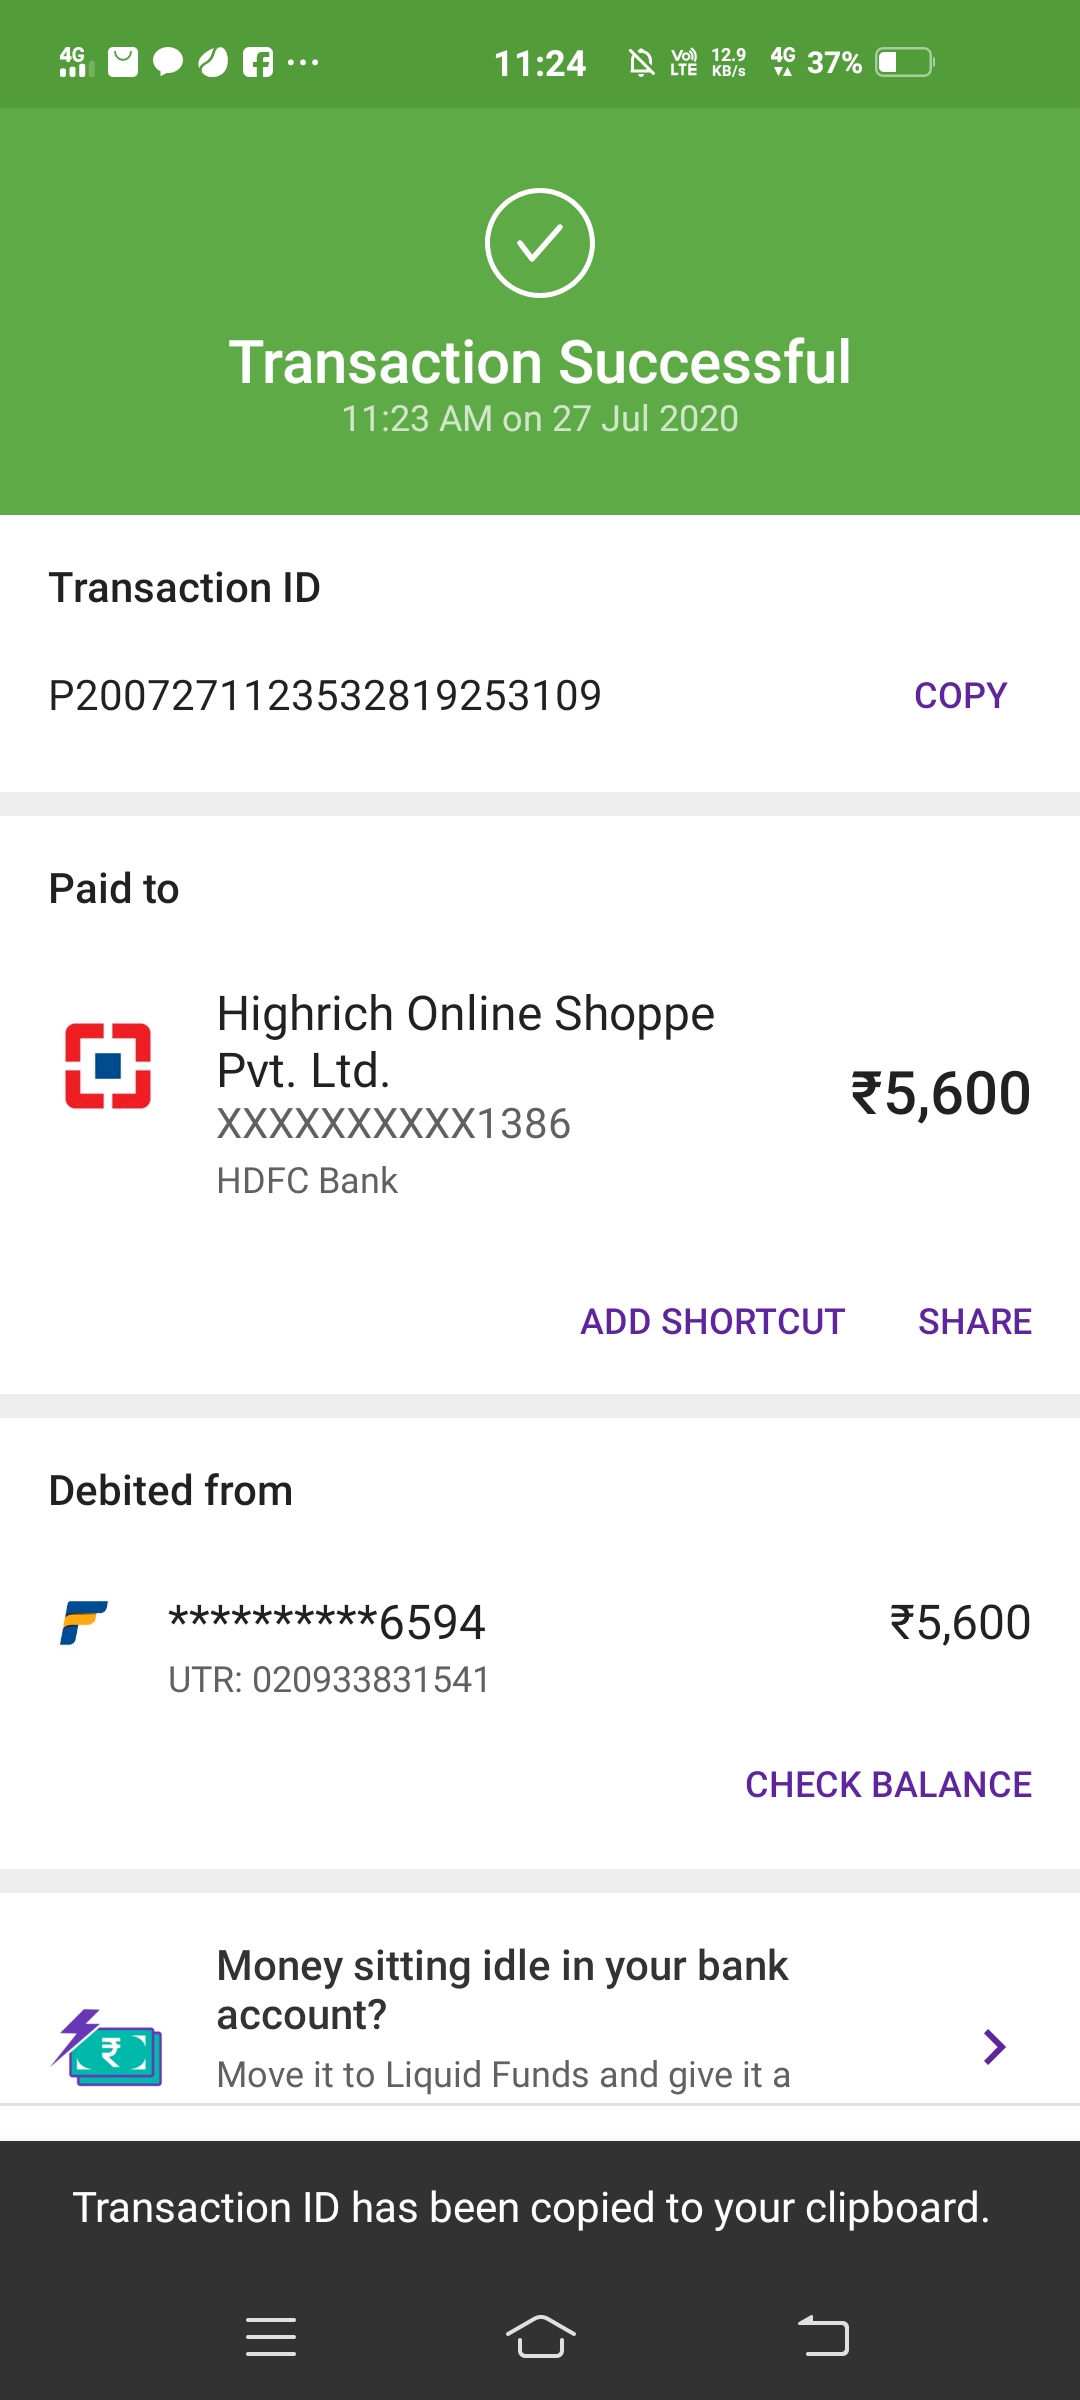 4G 11:24 Vo) LTE 12.9 KB/s 4G 37%
Transaction Successful
11:23 AM on 27 Jul 2020
Transaction ID
P2007271123532819253109 COPY
Paid to
Highrich Online Shoppe
Pvt. Ltd.
₹5,600
XXXXXXXXXX1386
HDFC Bank
ADD SHORTCUT SHARE
Debited from
**********6594 ₹5,600
UTR: 020933831541
CHECK BALANCE
Money sitting idle in your bank
account?
Move it to Liquid Funds and give it a
Transaction ID has been copied to your clipboard.